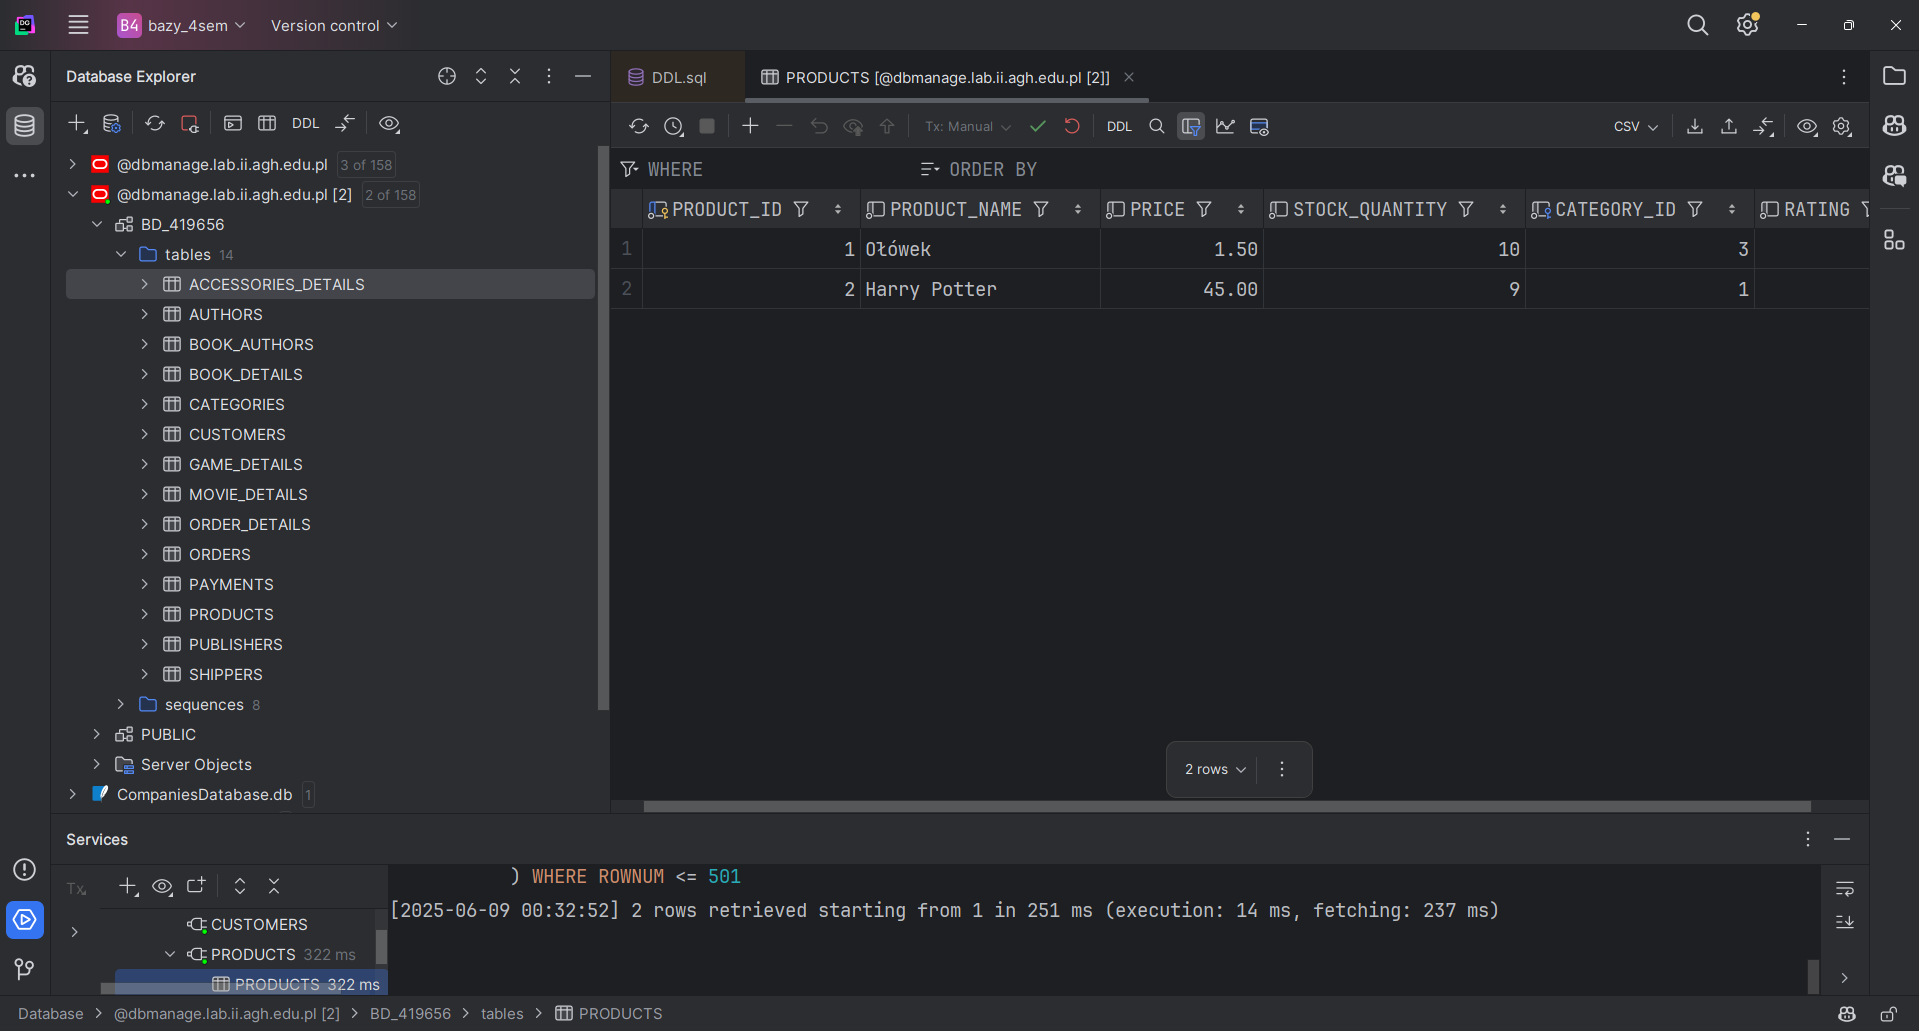 B4 bazy_4sem Version control
Database Explorer
DDL
@dbmanage.lab.ii.agh.edu.pl 3 of 158
@dbmanage.lab.ii.agh.edu.pl [2] 2 of 158
BD_419656
tables 14
ACCESSORIES_DETAILS
AUTHORS
BOOK_AUTHORS
BOOK_DETAILS
CATEGORIES
CUSTOMERS
GAME_DETAILS
MOVIE_DETAILS
ORDER_DETAILS
ORDERS
PAYMENTS
PRODUCTS
PUBLISHERS
SHIPPERS
sequences 8
PUBLIC
Server Objects
CompaniesDatabase.db 1
DDL.sql PRODUCTS [@dbmanage.lab.ii.agh.edu.pl [2]]
Tx: Manual DDL CSV
WHERE ORDER BY
PRODUCT_ID PRODUCT_NAME PRICE STOCK_QUANTITY CATEGORY_ID RATING
1 1 Ołówek 1.50 10 3
2 2 Harry Potter 45.00 9 1
2 rows
Services
Tx
CUSTOMERS
PRODUCTS 322 ms
PRODUCTS 322 ms
) WHERE ROWNUM <= 501
[2025-06-09 00:32:52] 2 rows retrieved starting from 1 in 251 ms (execution: 14 ms, fetching: 237 ms)
Database > @dbmanage.lab.ii.agh.edu.pl [2] > BD_419656 > tables > PRODUCTS